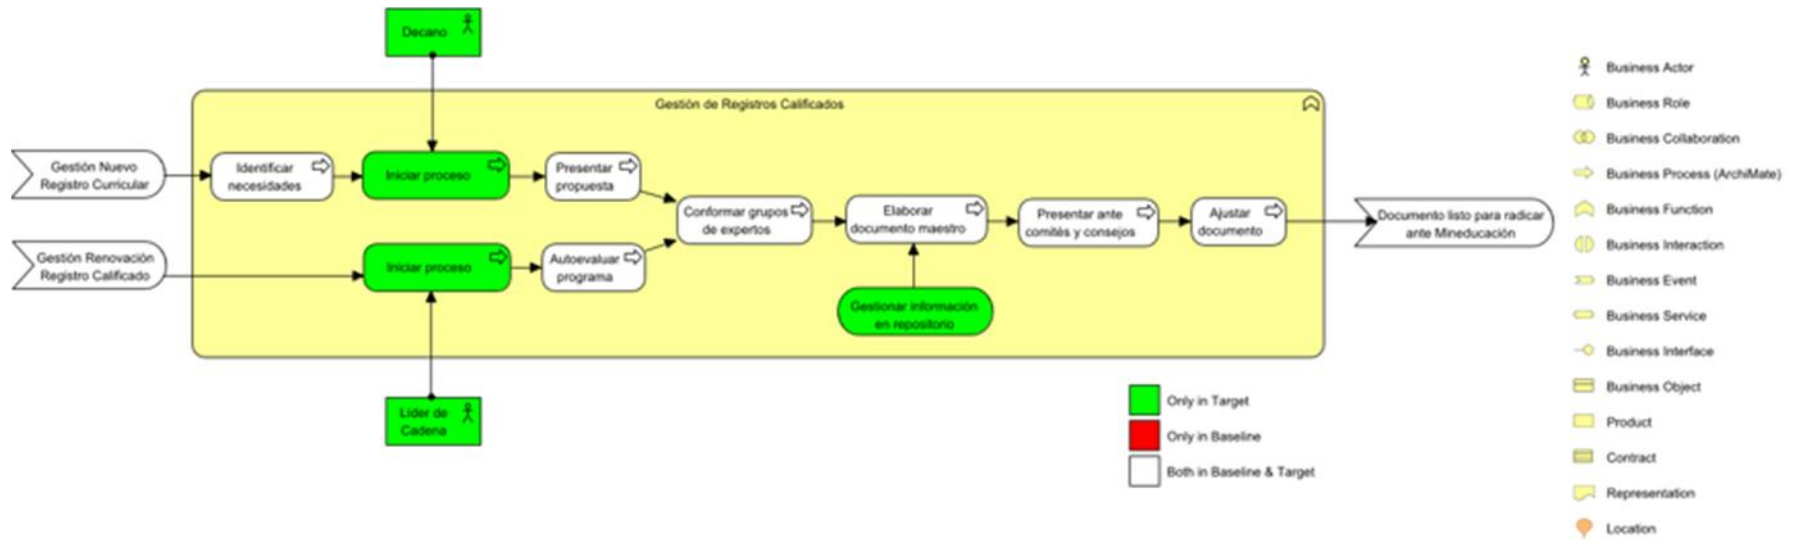 Decano
Gestión de Registros Calificados
Gestión Nuevo
Registro Curricular
Identificar
necesidades
Iniciar proceso
Presentar
propuesta
Gestión Renovación
Registro Calificado
Iniciar proceso
Autoevaluar
programa
Conformar grupos
de expertos
Elaborar
documento maestro
Presentar ante
comités y consejos
Ajustar
documento
Documento listo para radicar
ante Mineducación
Gestionar información
en repositorio
Líder de
Cadena
Only in Target
Only in Baseline
Both in Baseline & Target
Business Actor
Business Role
Business Collaboration
Business Process (ArchiMate)
Business Function
Business Interaction
Business Event
Business Service
Business Interface
Business Object
Product
Contract
Representation
Location